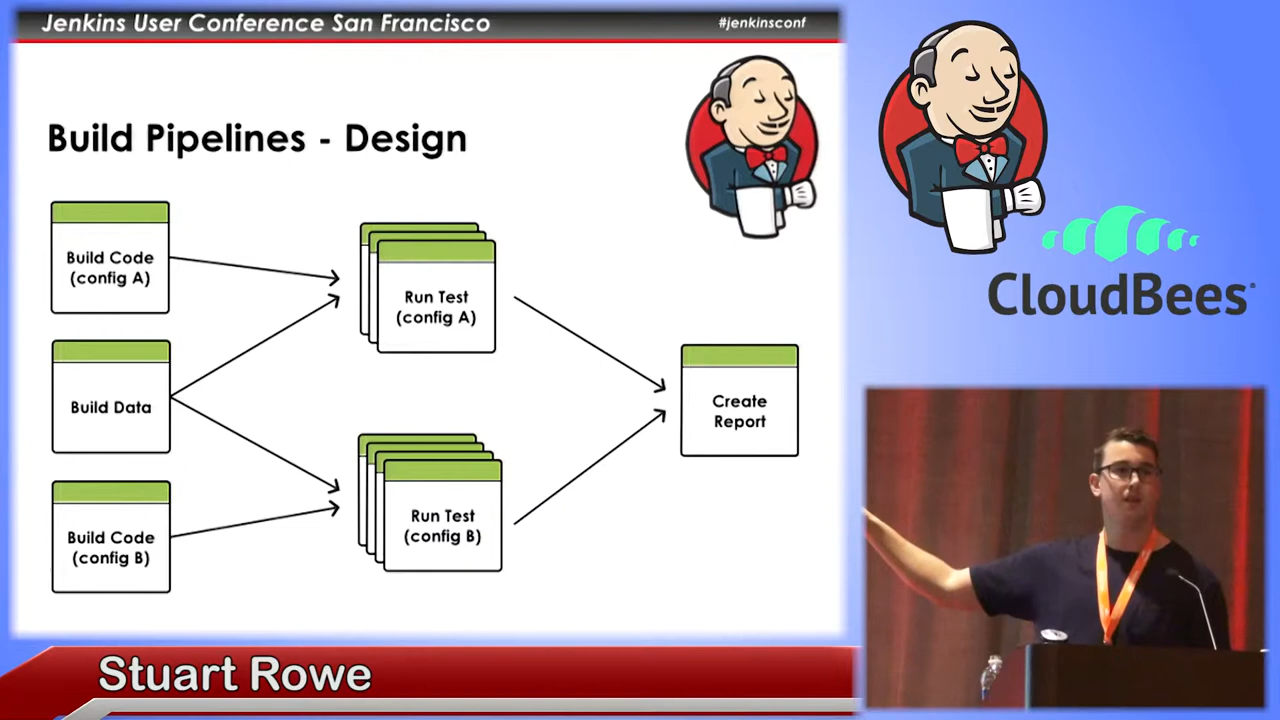 Jenkins User Conference San Francisco
#jenkinsconf
Build Pipelines - Design
Build Code
(config A)
Run Test
(config A)
Build Data
Create
Report
Run Test
(config B)
Build Code
(config B)
CloudBees
Stuart Rowe